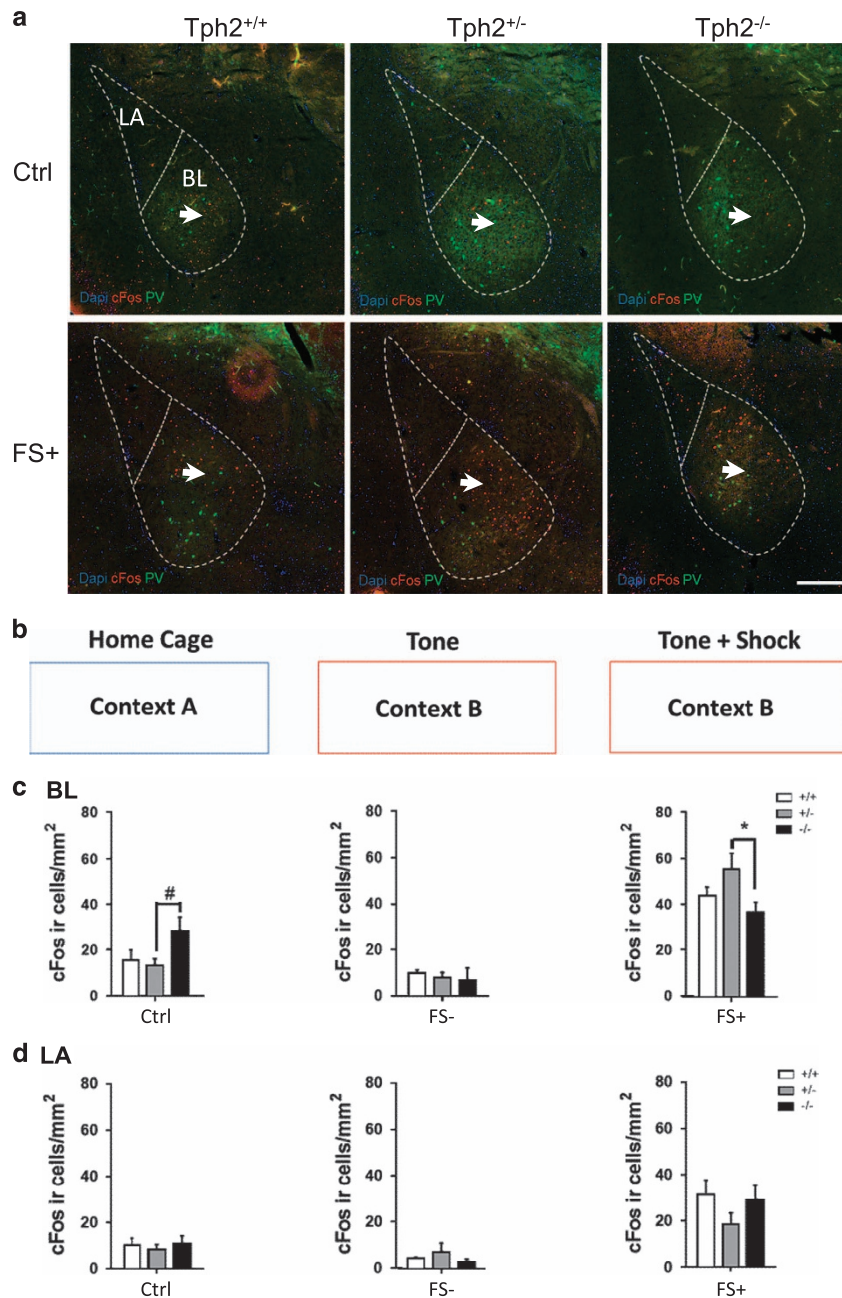 a
Tph2+/+ Tph2+/- Tph2-/-
Ctrl
LA
BL
Dapi cFos PV
Dapi cFos PV
Dapi cFos PV
FS+
Dapi cFos PV
Dapi cFos PV
Dapi cFos PV
b
Home Cage Tone Tone + Shock
Context A Context B Context B
c BL
cFos ir cells/mm²
80
60
40
20
0
#
Ctrl
cFos ir cells/mm²
80
60
40
20
0
FS-
cFos ir cells/mm²
80
60
40
20
0
*
+/+
+/-
-/-
FS+
d LA
cFos ir cells/mm²
80
60
40
20
0
Ctrl
cFos ir cells/mm²
80
60
40
20
0
FS-
cFos ir cells/mm²
80
60
40
20
0
+/+
+/-
-/-
FS+